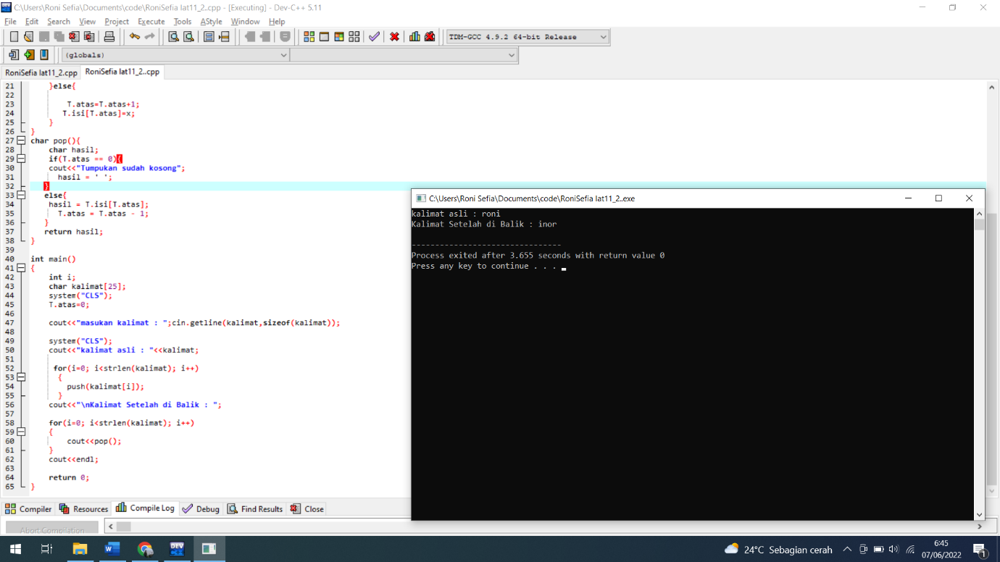 C:\Users\Roni Sefia\Documents\code\RoniSefia lat11_2..cpp - [Executing] - Dev-C++ 5.11
File Edit Search View Project Execute Tools AStyle Window Help
TDM-GCC 4.9.2 64-bit Release
(globals)
RoniSefia lat11_2.cpp RoniSefia lat11_2..cpp
21 }else{
22
23 T.atas=T.atas+1;
24 T.isi[T.atas]=x;
25 }
26 }
27 char pop(){
28 char hasil;
29 if(T.atas == 0){
30 cout<<"Tumpukan sudah kosong";
31 hasil = ' ';
32 }
33 else{
34 hasil = T.isi[T.atas];
35 T.atas = T.atas - 1;
36 }
37 return hasil;
38 }
39
40 int main()
41 {
42 int i;
43 char kalimat[25];
44 system("CLS");
45 T.atas=0;
46
47 cout<<"masukan kalimat : ";cin.getline(kalimat,sizeof(kalimat));
48
49 system("CLS");
50 cout<<"kalimat asli : "<<kalimat;
51
52 for(i=0; i<strlen(kalimat); i++)
53 {
54 push(kalimat[i]);
55 }
56 cout<<"\nKalimat Setelah di Balik : ";
57
58 for(i=0; i<strlen(kalimat); i++)
59 {
60 cout<<pop();
61 }
62 cout<<endl;
63
64 return 0;
65 }
C:\Users\Roni Sefia\Documents\code\RoniSefia lat11_2..exe
kalimat asli : roni
Kalimat Setelah di Balik : inor
--------------------------------
Process exited after 3.655 seconds with return value 0
Press any key to continue . . .
Compiler Resources Compile Log Debug Find Results Close
Abort Compilation
DEV
24°C Sebagian cerah
6:45
07/06/2022
1